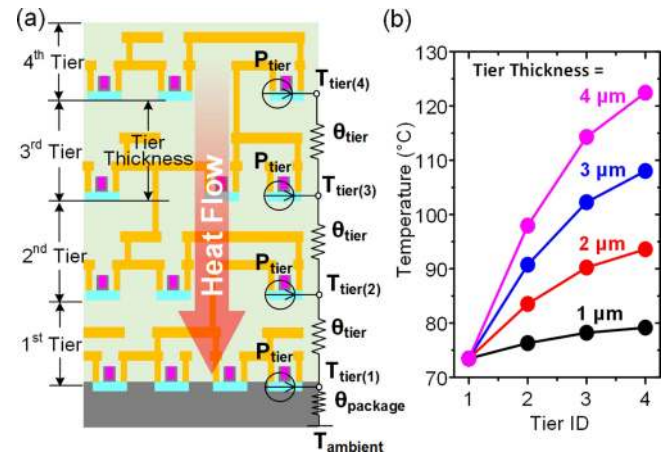 (a)
4th Tier
3rd Tier
2nd Tier
1st Tier
Tier
Thickness
Heat Flow
Ptier
Ttier(4)
θtier
Ptier
Ttier(3)
θtier
Ttier(2)
θtier
Ptier
Ttier(1)
θpackage
Tambient
(b)
Tier Thickness =
4 μm
3 μm
2 μm
1 μm
Temperature (°C)
130
120
110
100
90
80
70
1 2 3 4
Tier ID